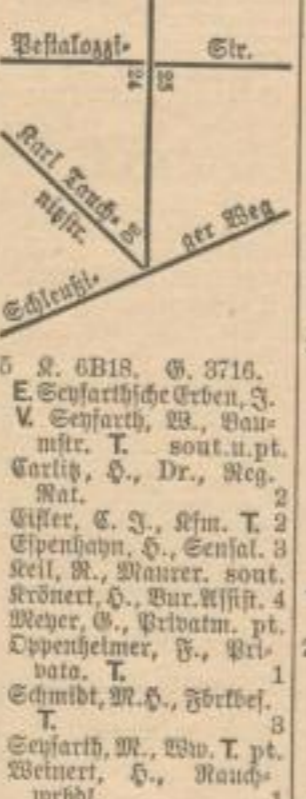 Pestalozzi- Str.
24 25
Karl Tauch-
nitzstr.
Schleußi- ger Weg
5 K. 6B18. G. 3716.
E. Seyfarthsche Erben, J.
V. Seyfarth, W., Bau-
mstr. T. sout.u.pt.
Carlitz, H., Dr., Reg.
Rat. 2
Eisler, C. J., Kfm. T. 2
Espenhayn, H., Sensal. 3
Keil, R., Maurer. sout.
Krönert, H., Bur.Assist. 4
Meyer, G., Privatm. pt.
Oppenheimer, F., Pri-
vata. T. 1
Schmidt, M.H., Fbrkbes.
T. 3
Seyfarth, M., Ww. T. pt.
Weinert, H., Rauch-